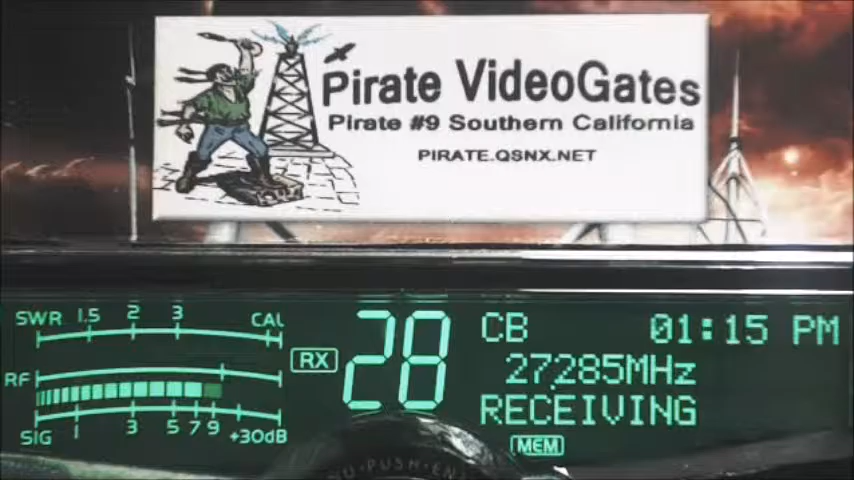 Pirate VideoGates
Pirate #9 Southern California
PIRATE.QSNX.NET
SWR 1.5 2 3 CAL
RF
SIG 1 3 5 7 9 +30dB
RX
28
CB 01:15 PM
27.285MHz
RECEIVING
MEM
PUSH